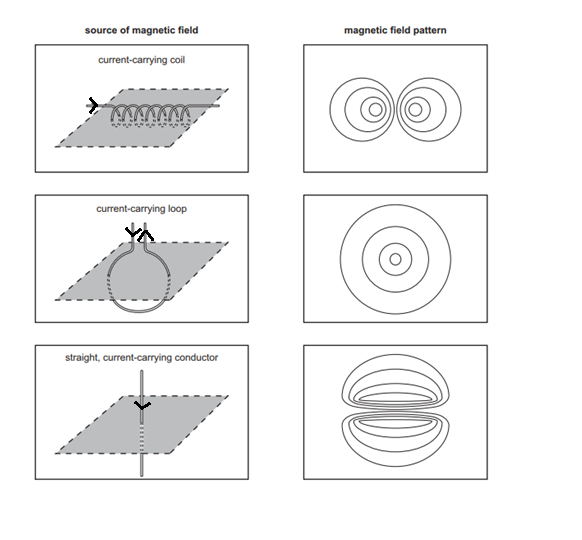 source of magnetic field
magnetic field pattern
current-carrying coil
current-carrying loop
straight, current-carrying conductor